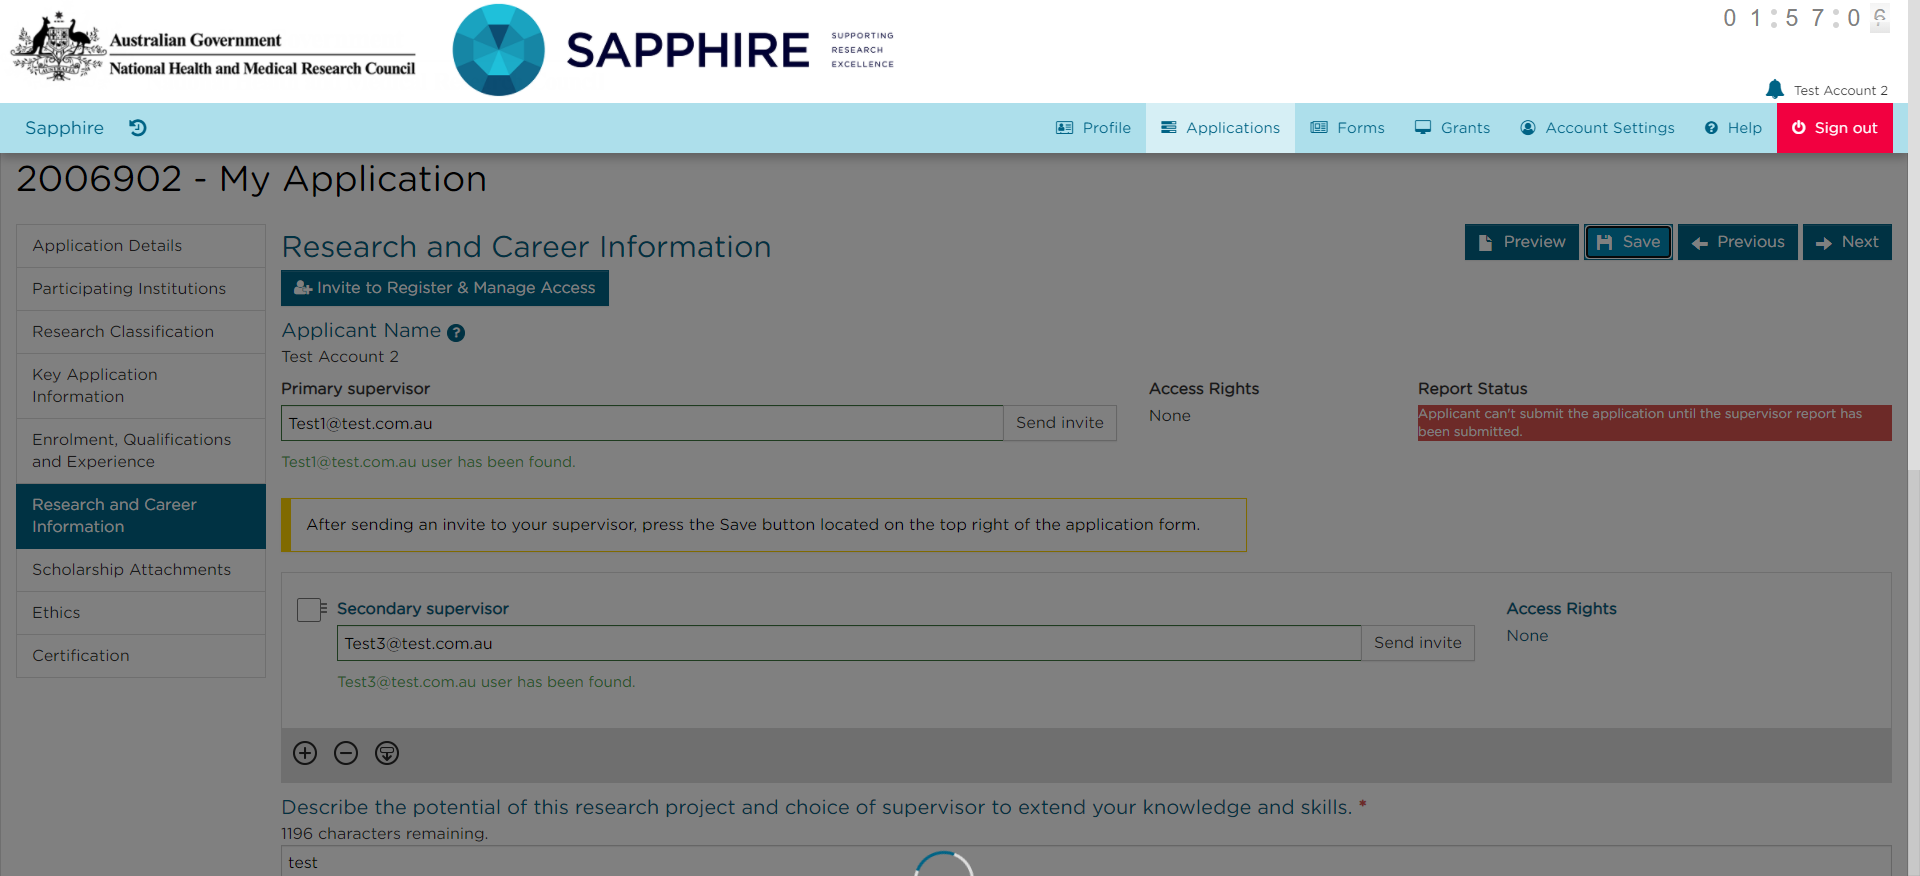 Australian Government
National Health and Medical Research Council
SAPPHIRE
SUPPORTING
RESEARCH
EXCELLENCE
01:57:06
Test Account 2
Sapphire
Profile
Applications
Forms
Grants
Account Settings
Help
Sign out
2006902 - My Application
Application Details
Participating Institutions
Research Classification
Key Application
Information
Enrolment, Qualifications
and Experience
Research and Career
Information
Scholarship Attachments
Ethics
Certification
Research and Career Information
Preview
Save
Previous
Next
Invite to Register & Manage Access
Applicant Name
Test Account 2
Primary supervisor
Access Rights
Report Status
Test1@test.com.au
Send invite
None
Applicant can't submit the application until the supervisor report has
been submitted.
Test1@test.com.au user has been found.
After sending an invite to your supervisor, press the Save button located on the top right of the application form.
Secondary supervisor
Access Rights
Test3@test.com.au
Send invite
None
Test3@test.com.au user has been found.
Describe the potential of this research project and choice of supervisor to extend your knowledge and skills. *
1196 characters remaining.
test